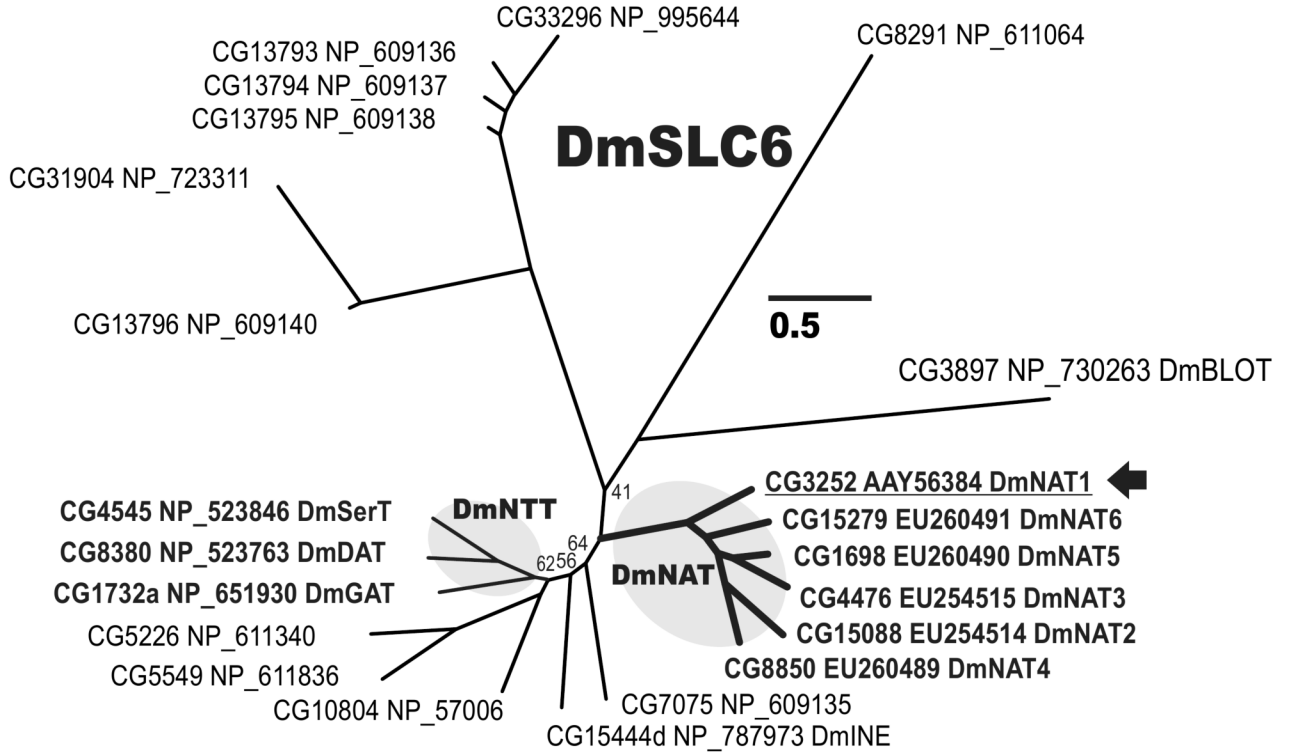 CG33296 NP_995644
CG8291 NP_611064
CG13793 NP_609136
CG13794 NP_609137
CG13795 NP_609138
DmSLC6
CG31904 NP_723311
0.5
CG13796 NP_609140
CG3897 NP_730263 DmBLOT
41
CG3252 AAY56384 DmNAT1
CG4545 NP_523846 DmSerT
DmNTT
CG15279 EU260491 DmNAT6
CG8380 NP_523763 DmDAT
64
62
56
DmNAT
CG1698 EU260490 DmNAT5
CG1732a NP_651930 DmGAT
CG4476 EU254515 DmNAT3
CG5226 NP_611340
CG15088 EU254514 DmNAT2
CG5549 NP_611836
CG8850 EU260489 DmNAT4
CG10804 NP_57006
CG7075 NP_609135
CG15444d NP_787973 DmINE